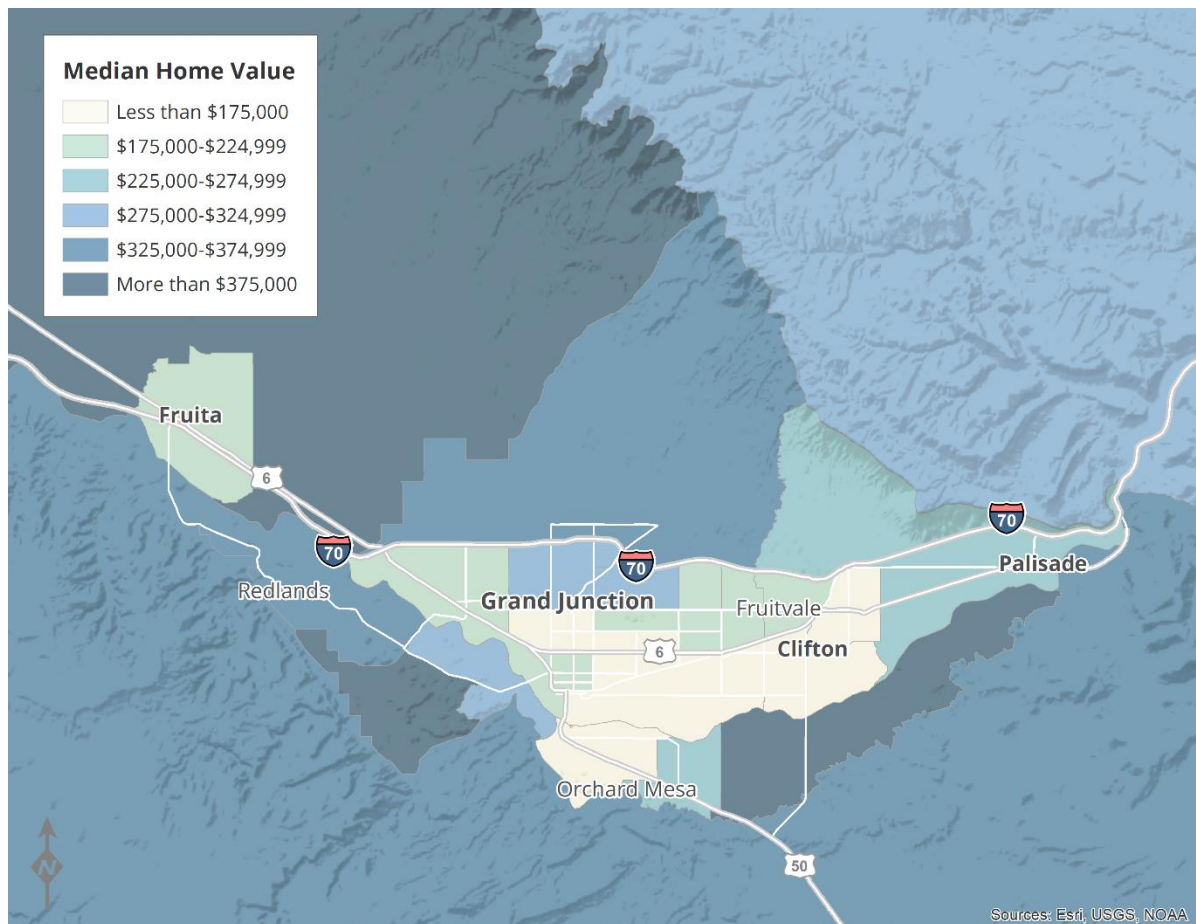 Median Home Value
Less than $175,000
$175,000-$224,999
$225,000-$274,999
$275,000-$324,999
$325,000-$374,999
More than $375,000
Fruita
6
70
Redlands
70
Grand Junction
70
Palisade
Fruitvale
6
Clifton
Orchard Mesa
50
N
Sources: Esri, USGS, NOAA